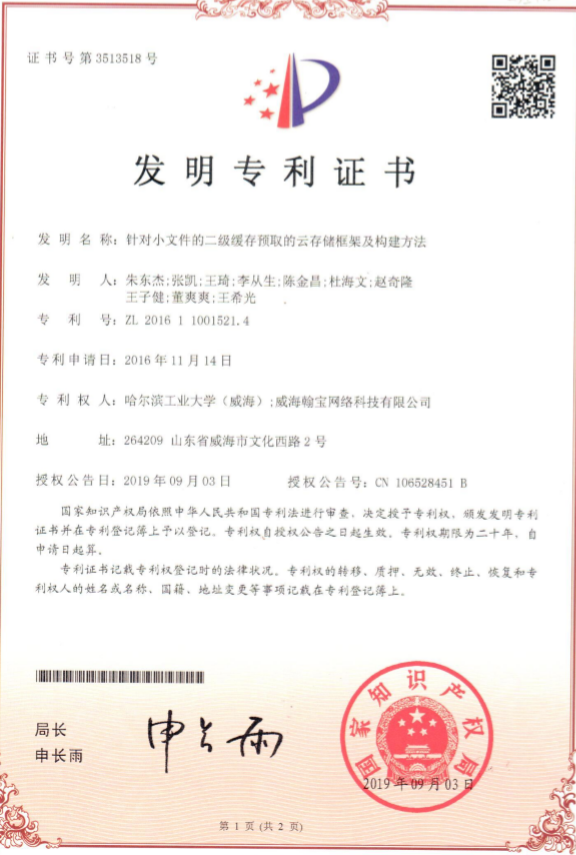 证书号第3513518号
发明专利证书
发明名称：针对小文件的二级缓存预取的云存储框架及构建方法
发明人：朱东杰;张凯;王琦;李从生;陈金昌;杜海文;赵奇隆
王子健;董爽爽;王希光
专利号：ZL 2016 1 1001521.4
专利申请日：2016年11月14日
专利权人：哈尔滨工业大学（威海）;威海翰宝网络科技有限公司
地址：264209 山东省威海市文化西路2号
授权公告日：2019年09月03日 授权公告号：CN 106528451 B
国家知识产权局依照中华人民共和国专利法进行审查，决定授予专利权，颁发发明专利
证书并在专利登记簿上予以登记。专利权自授权公告之日起生效。专利权期限为二十年，自
申请日起算。
专利证书记载专利权登记时的法律状况。专利权的转移、质押、无效、终止、恢复和专
利权人的姓名或名称、国籍、地址变更等事项记载在专利登记簿上。
局长
申长雨
申长雨
国家知识产权局
2019年09月03日
第1页(共2页)